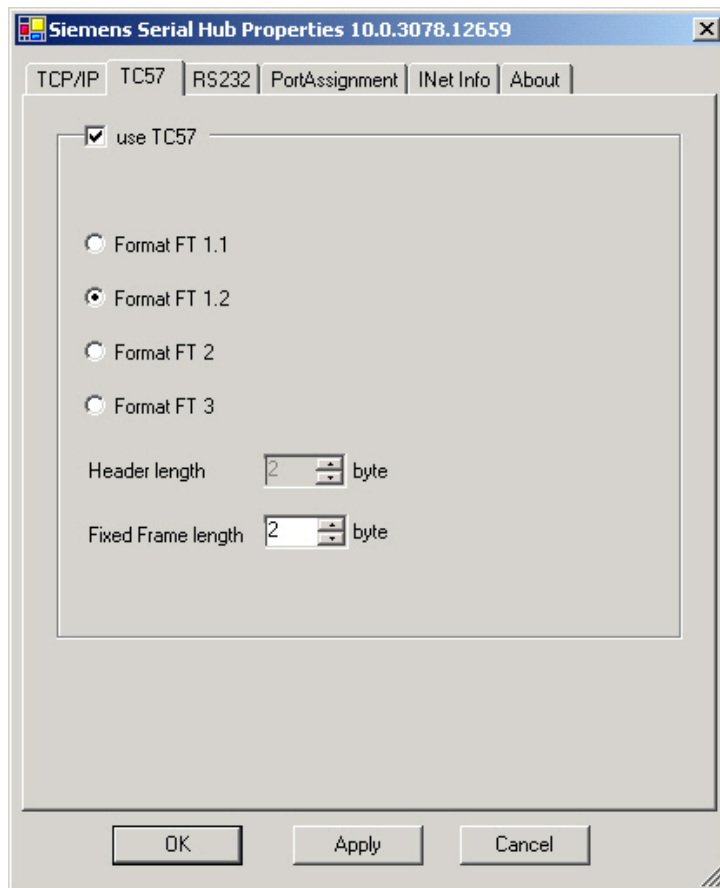 Siemens Serial Hub Properties 10.0.3078.12659
TCP/IP TC57 RS232 PortAssignment INet Info About
use TC57
Format FT 1.1
Format FT 1.2
Format FT 2
Format FT 3
Header length 2 byte
Fixed Frame length 2 byte
OK Apply Cancel